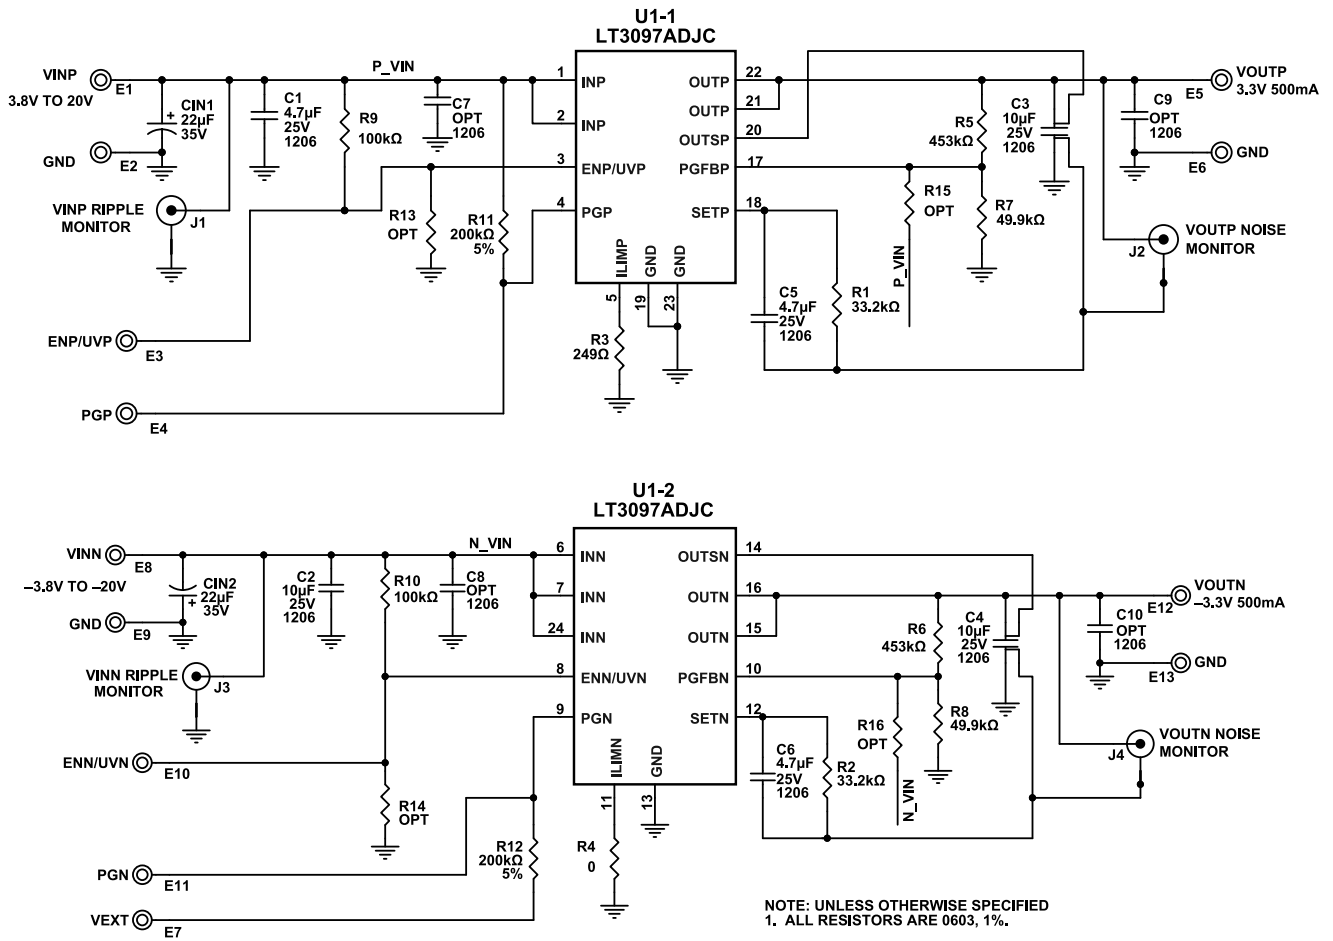 U1-1
LT3097ADJC
VINP
3.8V TO 20V
E1
GND
E2
CIN1
22µF
35V
+
VINP RIPPLE
MONITOR
J1
C1
4.7µF
25V
1206
R9
100kΩ
P_VIN
C7
OPT
1206
R13
OPT
R11
200kΩ
5%
ENP/UVP
E3
PGP
E4
1
INP
2
INP
3
ENP/UVP
4
PGP
ILIMP
GND
GND
5
19
23
R3
249Ω
OUTP
22
OUTP
21
OUTSP
20
PGFBP
17
SETP
18
C5
4.7µF
25V
1206
R1
33.2kΩ
R15
OPT
P_VIN
R5
453kΩ
R7
49.9kΩ
C3
10µF
25V
1206
C9
OPT
1206
E5
VOUTP
3.3V 500mA
E6
GND
J2
VOUTP NOISE
MONITOR
U1-2
LT3097ADJC
VINN
E8
–3.8V TO –20V
GND
E9
CIN2
22µF
35V
+
VINN RIPPLE
MONITOR
J3
C2
10µF
25V
1206
R10
100kΩ
N_VIN
C8
OPT
1206
ENN/UVN
E10
R14
OPT
PGN
E11
VEXT
E7
R12
200kΩ
5%
6
INN
7
INN
24
INN
8
ENN/UVN
9
PGN
ILIMN
GND
11
13
R4
0
OUTSN
14
OUTN
16
OUTN
15
PGFBN
10
SETN
12
C6
4.7µF
25V
1206
R2
33.2kΩ
R16
OPT
N_VIN
R6
453kΩ
R8
49.9kΩ
C4
10µF
25V
1206
C10
OPT
1206
E12
VOUTN
–3.3V 500mA
E13
GND
J4
VOUTN NOISE
MONITOR
NOTE: UNLESS OTHERWISE SPECIFIED
1. ALL RESISTORS ARE 0603, 1%.